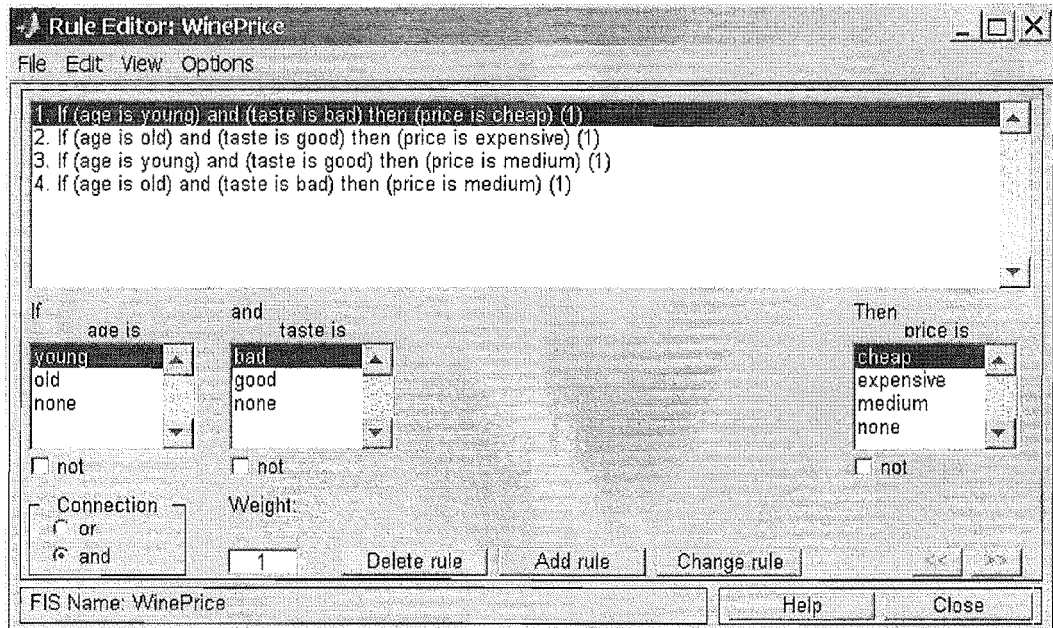 Rule Editor: WinePrice
File Edit View Options
1. If (age is young) and (taste is bad) then (price is cheap) (1)
2. If (age is old) and (taste is good) then (price is expensive) (1)
3. If (age is young) and (taste is good) then (price is medium) (1)
4. If (age is old) and (taste is bad) then (price is medium) (1)
If and Then
age is taste is price is
young bad cheap
old good expensive
none none medium
none
not not not
Connection Weight:
or
and 1 Delete rule Add rule Change rule << >>
FIS Name: WinePrice Help Close